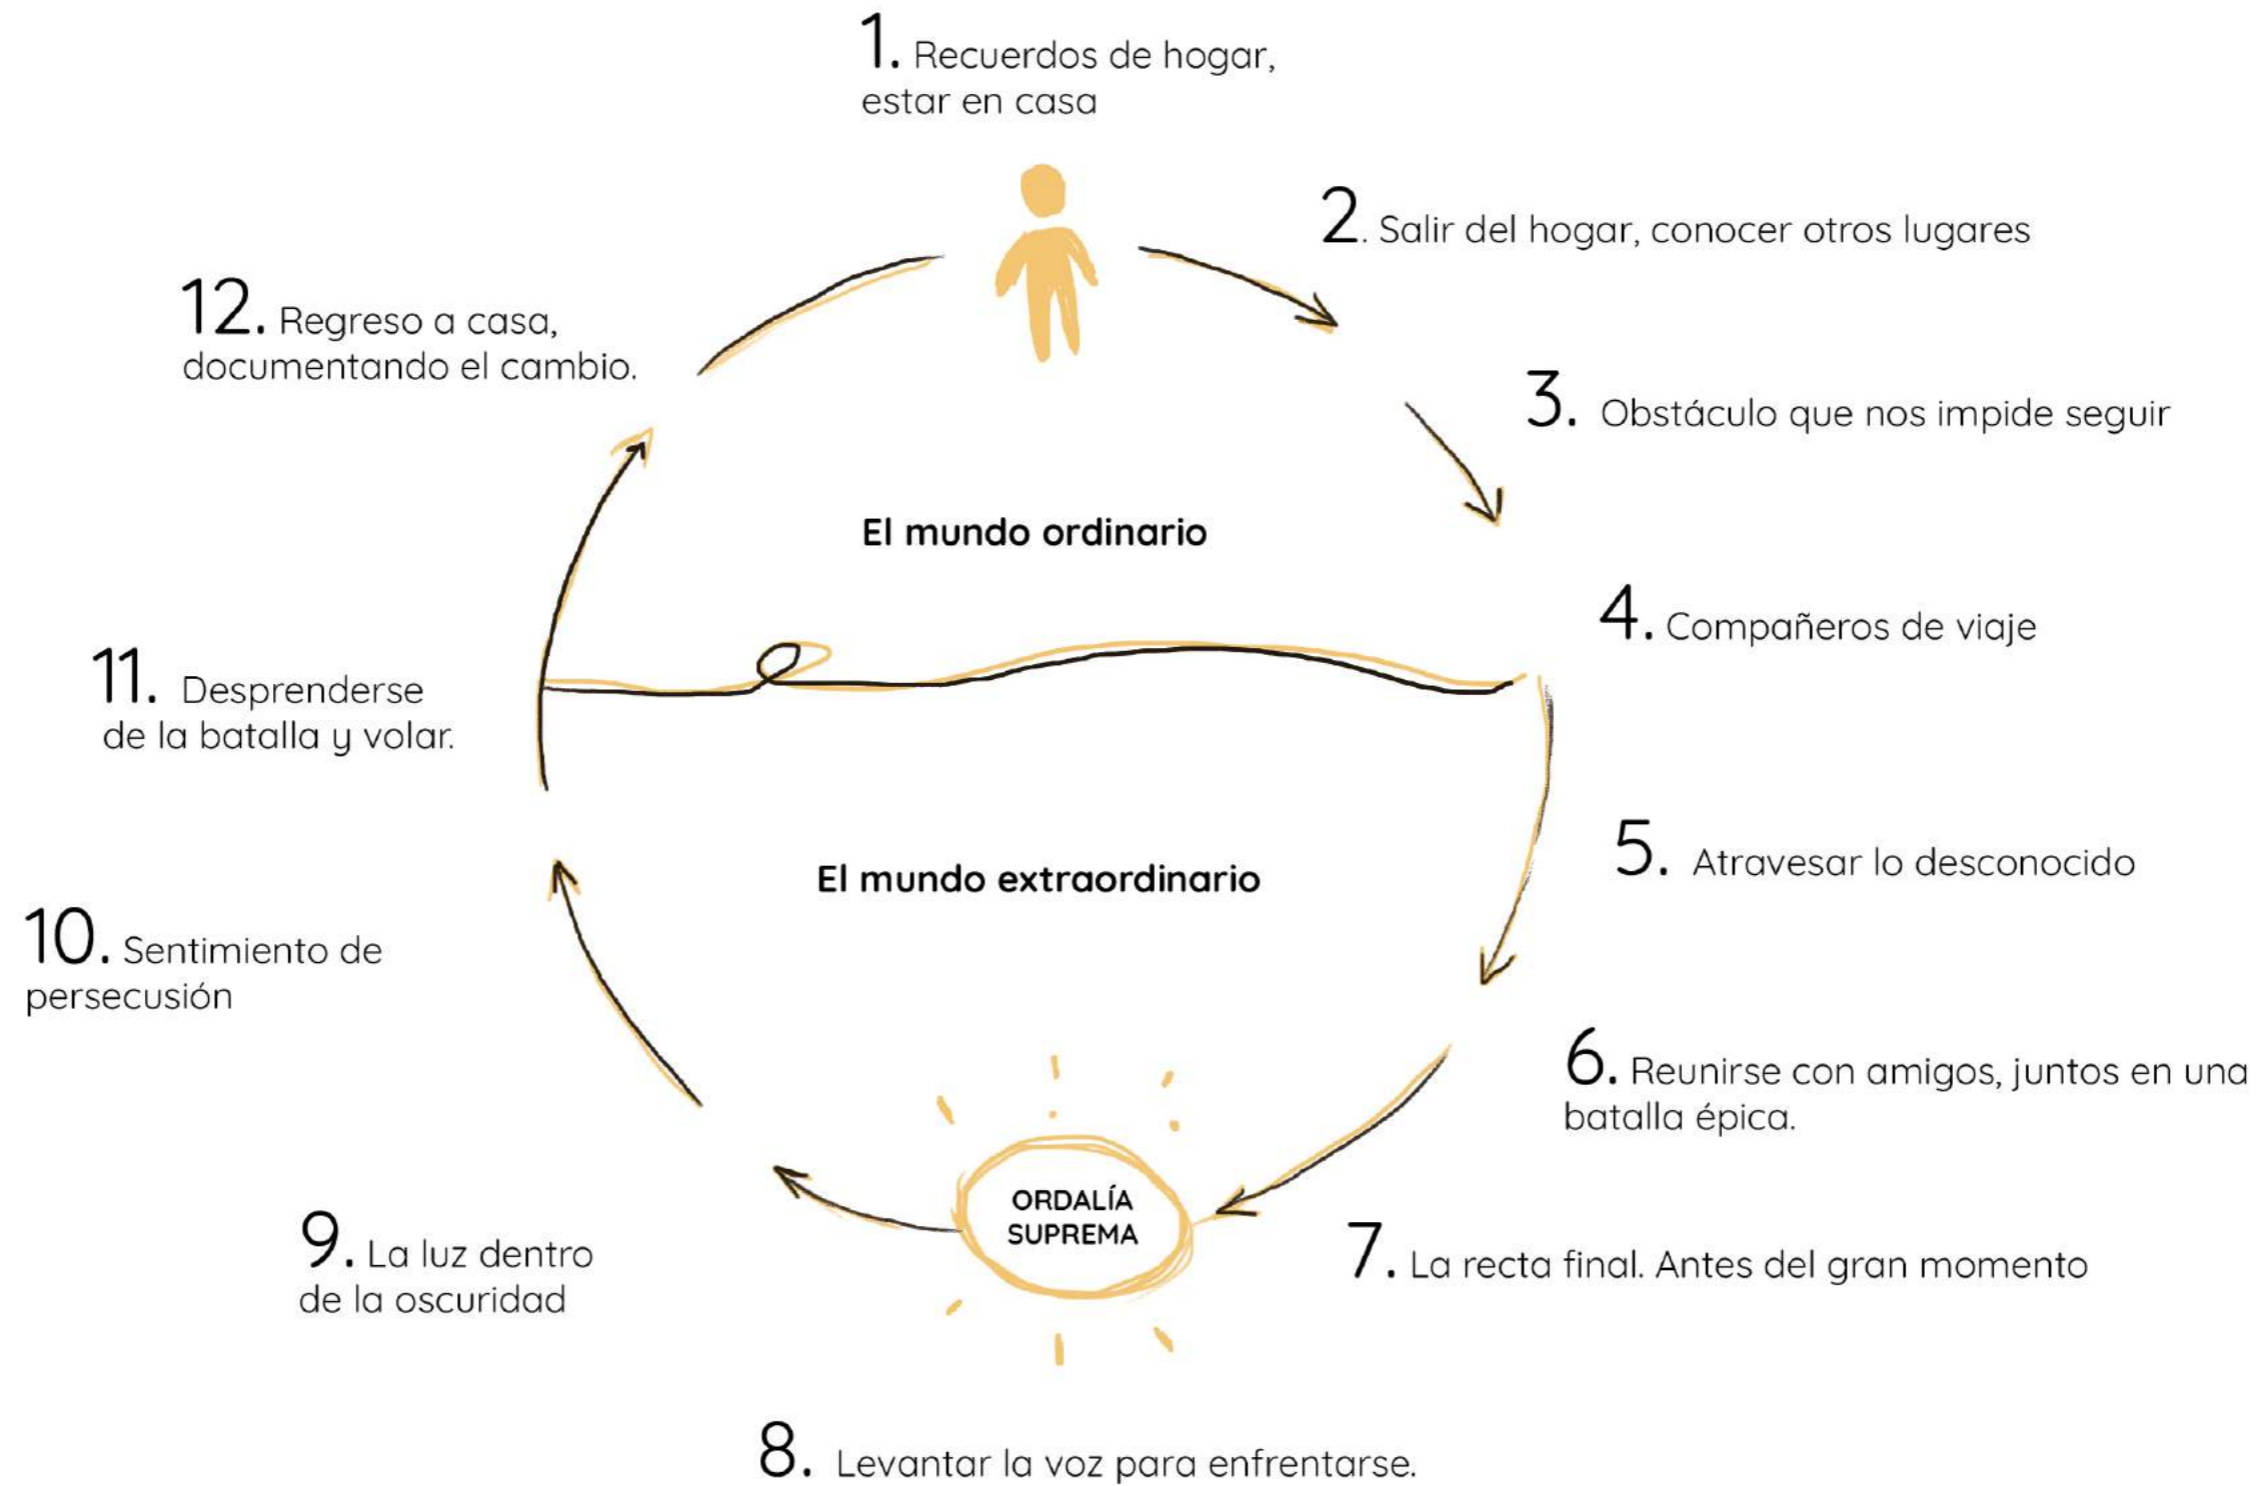 1. Recuerdos de hogar,
estar en casa
2. Salir del hogar, conocer otros lugares
3. Obstáculo que nos impide seguir
4. Compañeros de viaje
5. Atravesar lo desconocido
6. Reunirse con amigos, juntos en una
batalla épica.
7. La recta final. Antes del gran momento
8. Levantar la voz para enfrentarse.
9. La luz dentro
de la oscuridad
10. Sentimiento de
persecusión
11. Desprenderse
de la batalla y volar.
12. Regreso a casa,
documentando el cambio.
El mundo ordinario
El mundo extraordinario
ORDALÍA
SUPREMA